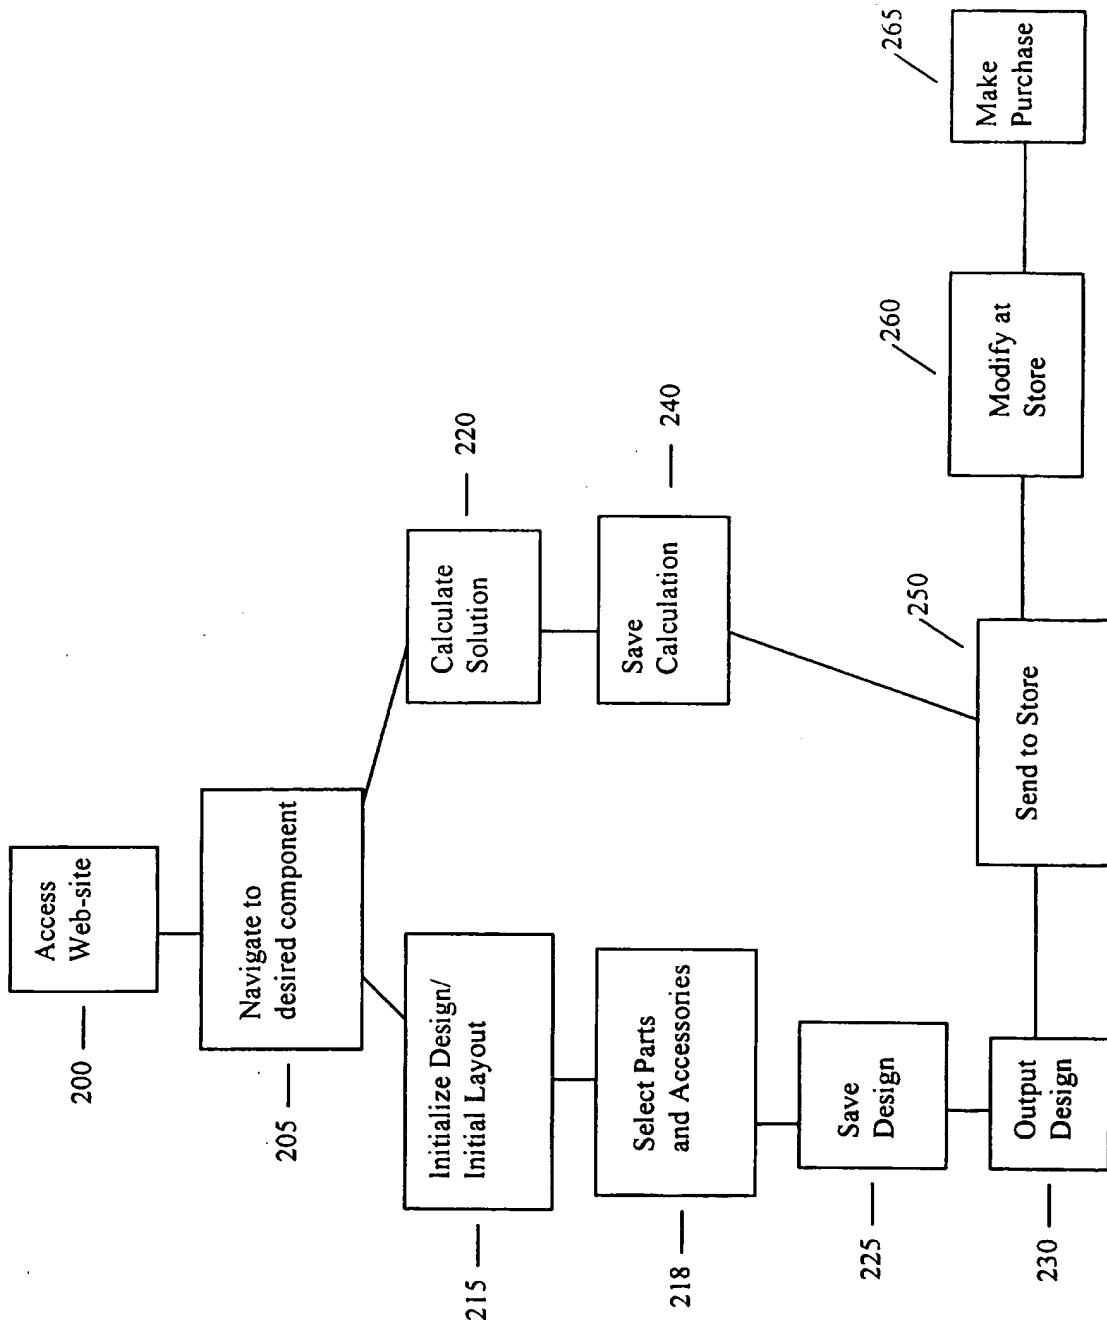 200
Access
Web-site
205
Navigate to
desired component
215
Initialize Design/
Initial Layout
Calculate
Solution
220
218
Select Parts
and Accessories
Save
Calculation
240
225
Save
Design
230
Output
Design
Send to Store
250
Modify at
Store
260
Make
Purchase
265